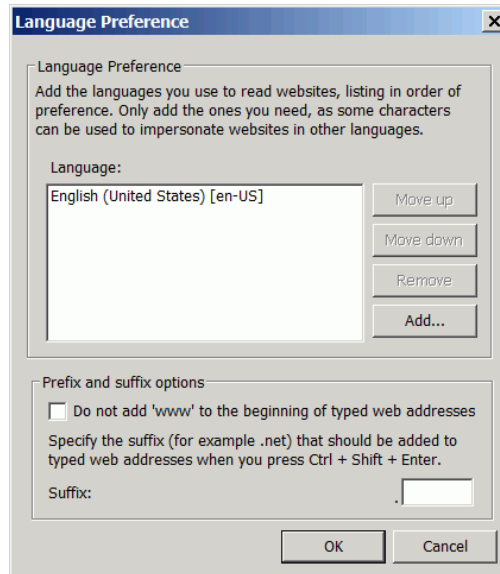 Language Preference
Language Preference
Add the languages you use to read websites, listing in order of
preference. Only add the ones you need, as some characters
can be used to impersonate websites in other languages.
Language:
English (United States) [en-US]
Move up
Move down
Remove
Add...
Prefix and suffix options
Do not add 'www' to the beginning of typed web addresses
Specify the suffix (for example .net) that should be added to
typed web addresses when you press Ctrl + Shift + Enter.
Suffix: .
OK Cancel